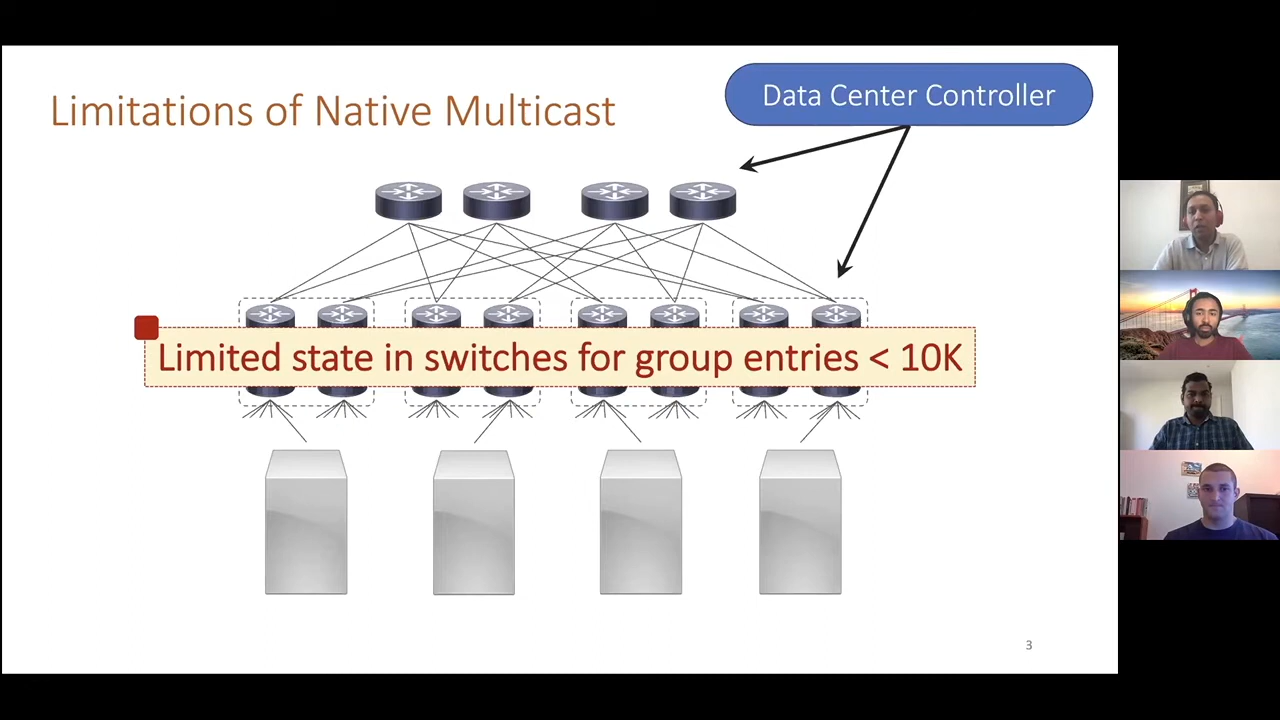 Limitations of Native Multicast
Data Center Controller
Limited state in switches for group entries < 10K
3